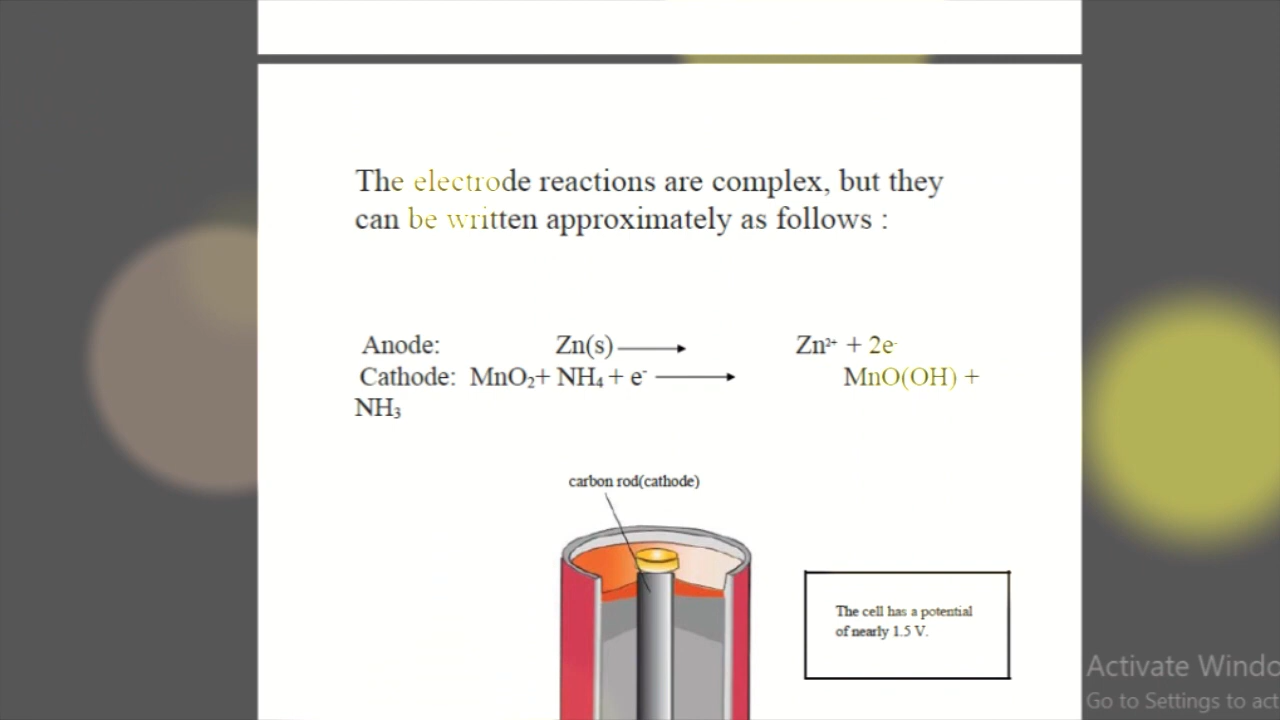 The electrode reactions are complex, but they
can be written approximately as follows :
Anode: Zn(s) ⟶ Zn²⁺ + 2e⁻
Cathode: MnO₂+ NH₄ + e⁻ ⟶ MnO(OH) +
NH₃
carbon rod(cathode)
The cell has a potential
of nearly 1.5 V.
Activate Windo
Go to Settings to act